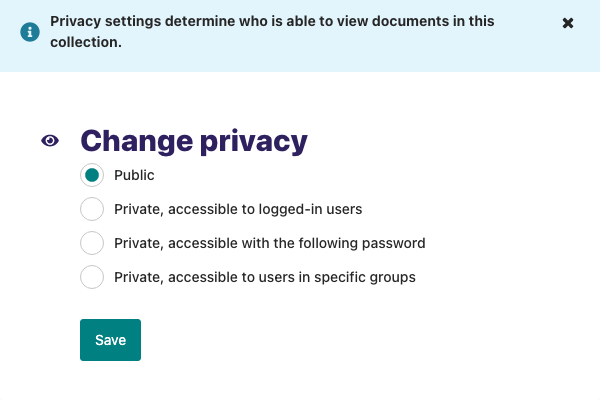 Privacy settings determine who is able to view documents in this
collection.
Change privacy
Public
Private, accessible to logged-in users
Private, accessible with the following password
Private, accessible to users in specific groups
Save